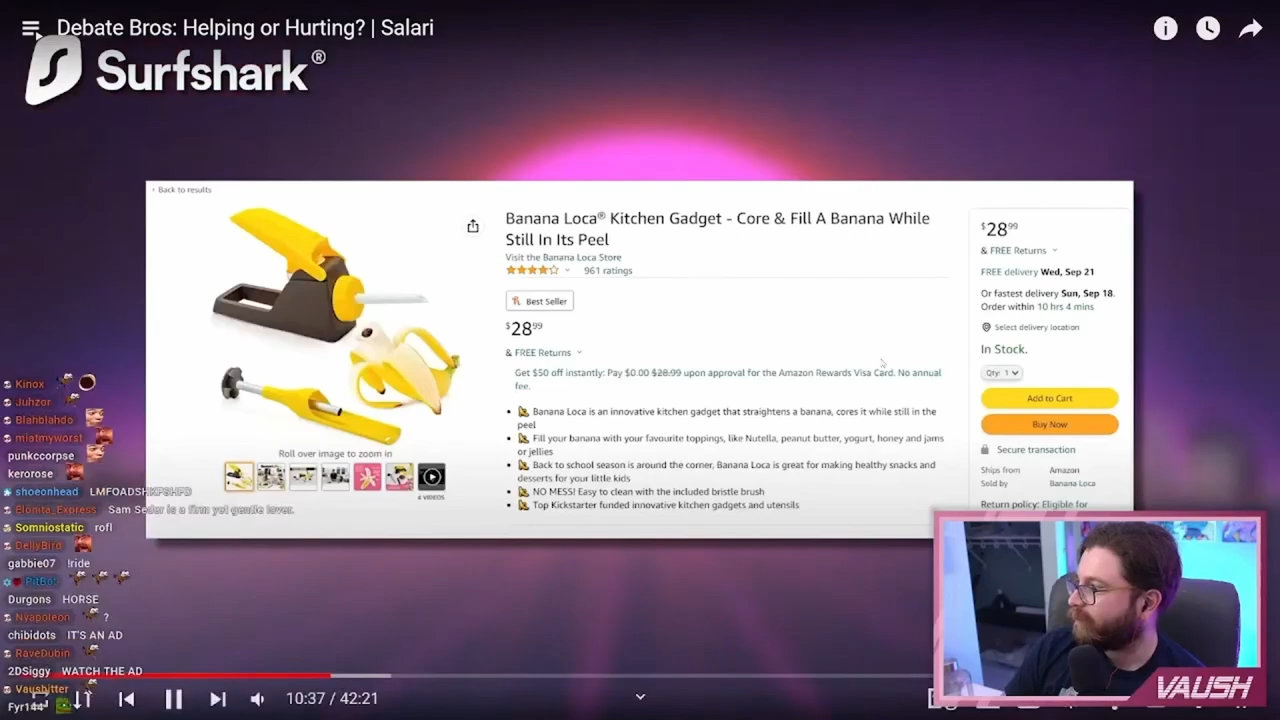 Debate Bros: Helping or Hurting? | Salari
Surfshark®
‹ Back to results
Banana Loca® Kitchen Gadget - Core & Fill A Banana While
Still In Its Peel
Visit the Banana Loca Store
961 ratings
Best Seller
$28 99
& FREE Returns
Get $50 off instantly: Pay $0.00 $28.99 upon approval for the Amazon Rewards Visa Card. No annual
fee.
• Banana Loca is an innovative kitchen gadget that straightens a banana, cores it while still in the
peel
• Fill your banana with your favourite toppings, like Nutella, peanut butter, yogurt, honey and jams
or jellies
• Back to school season is around the corner, Banana Loca is great for making healthy snacks and
desserts for your little kids
• NO MESS! Easy to clean with the included bristle brush
• Top Kickstarter funded innovative kitchen gadgets and utensils
Roll over image to zoom in
VIDEOS
$28 99
& FREE Returns
FREE delivery Wed, Sep 21
Or fastest delivery Sun, Sep 18.
Order within 10 hrs 4 mins
Select delivery location
In Stock.
Qty: 1
Add to Cart
Buy Now
Secure transaction
Ships from Amazon
Sold by Banana Loca
Return policy: Eligible for
Kinox
Juhzor
Blahblahdo
miatmyworst
punkccorpse
kerorose
shoeonhead LMFOADSHKPSHFD
Elomita_Express Sam Seder is a firm yet gentle lover.
Somniostatic rofl
DellyBird
gabbie07 !ride
PitBot
Durgons HORSE
Nyapoleon ?
chibidots IT'S AN AD
RaveDubin
2DSiggy WATCH THE AD
Vaushitter
Fyr144
10:37 / 42:21
VAUSH